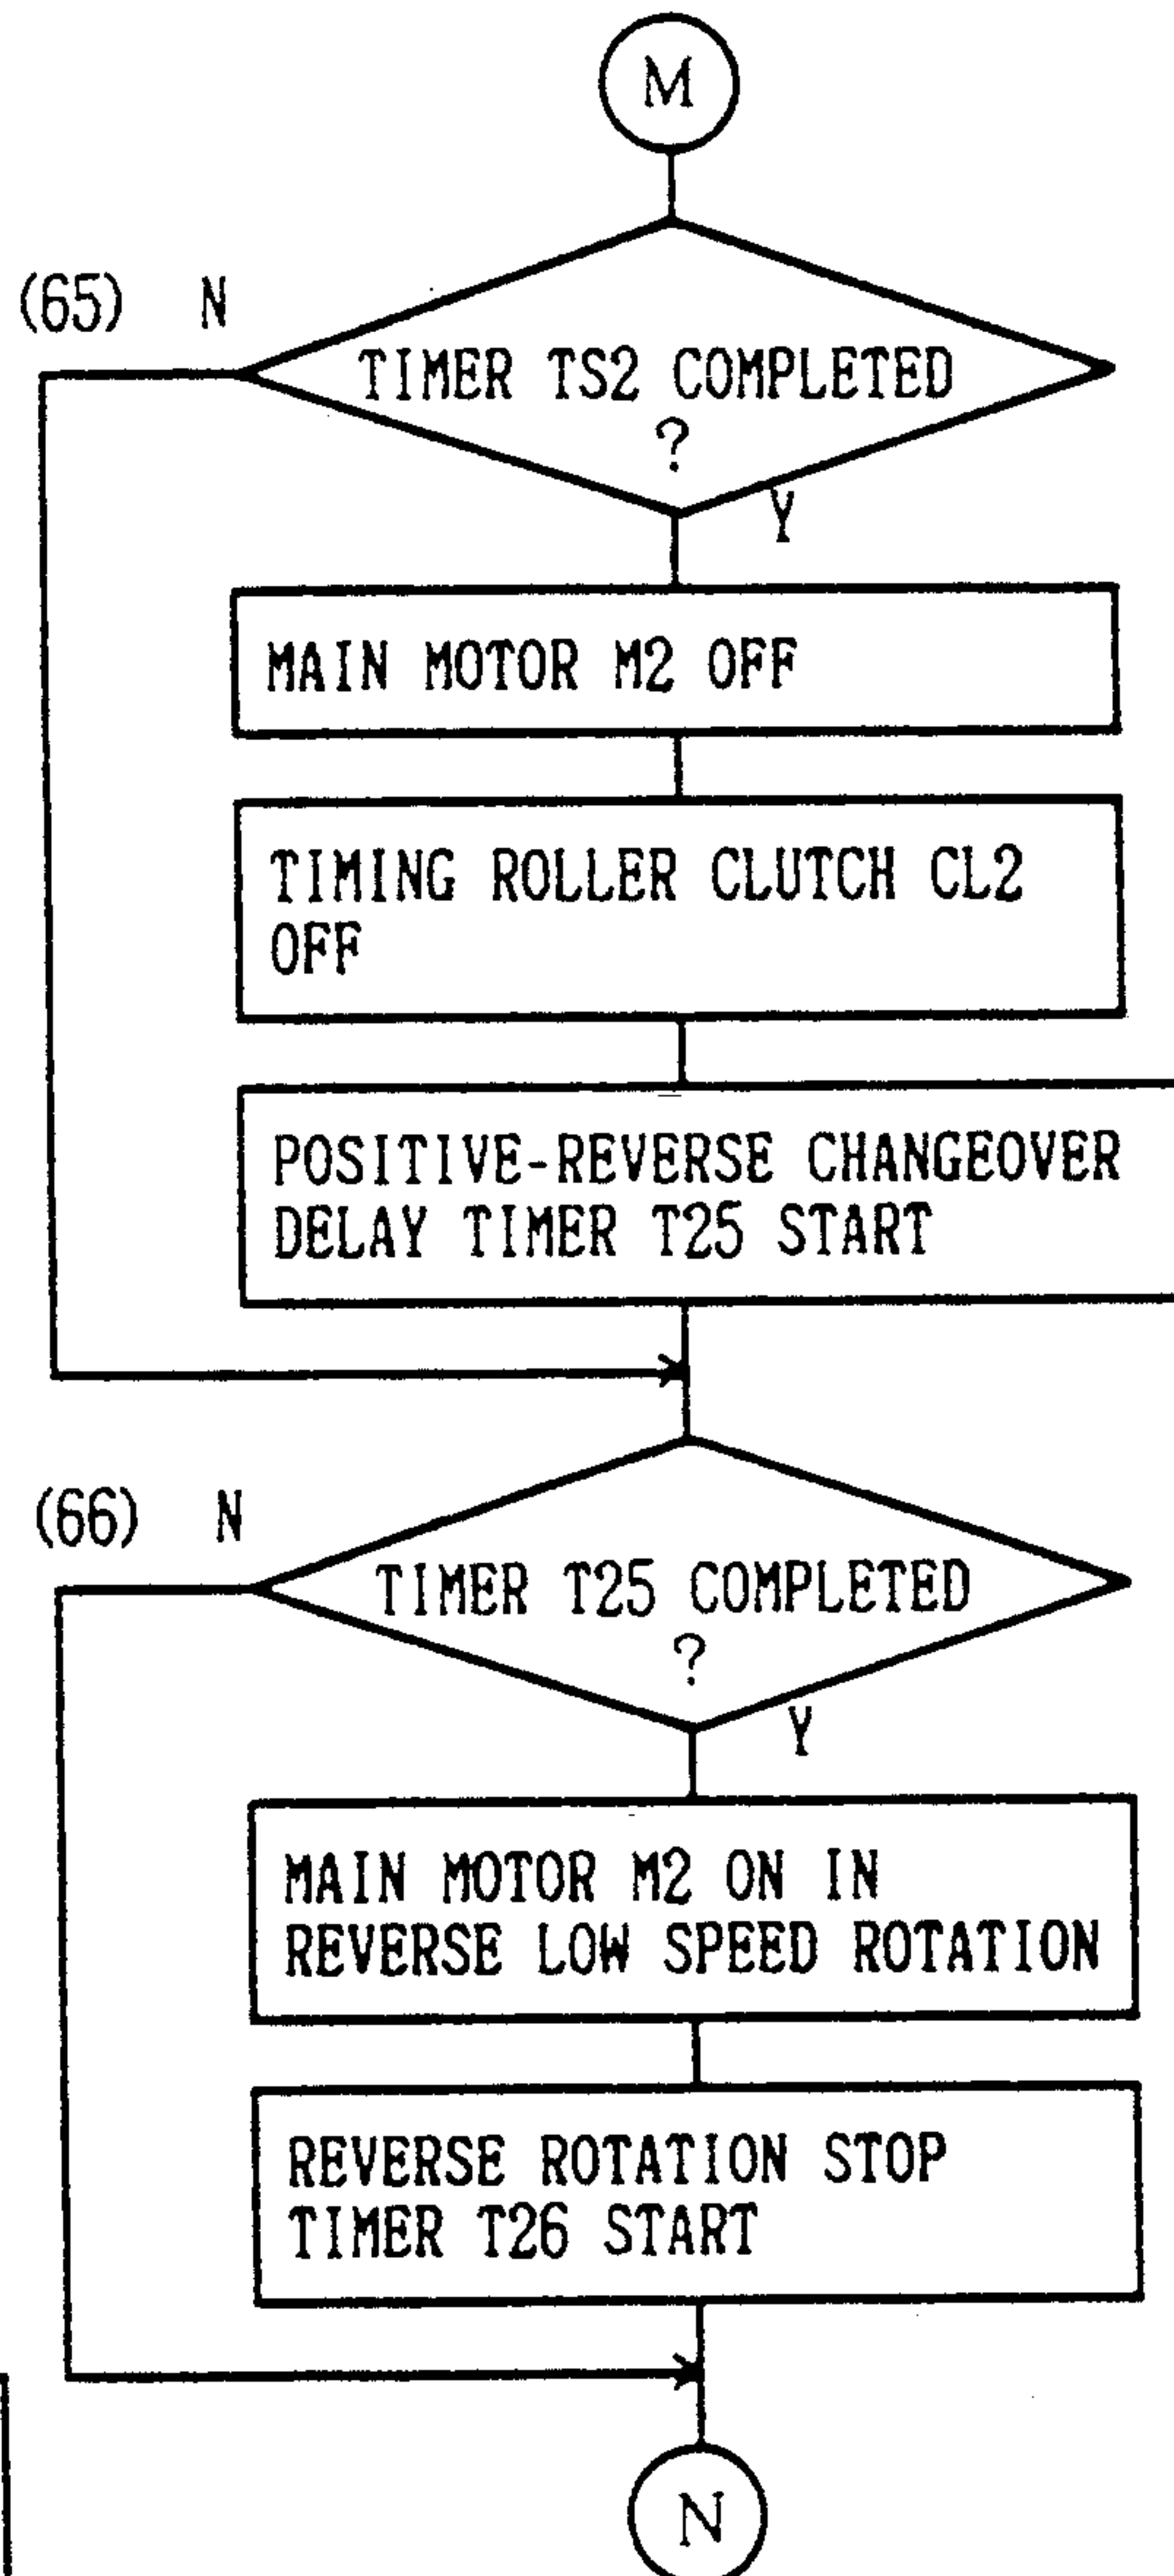 M
(65) N
TIMER TS2 COMPLETED
?
Y
MAIN MOTOR M2 OFF
TIMING ROLLER CLUTCH CL2
OFF
POSITIVE-REVERSE CHANGEOVER
DELAY TIMER T25 START
(66) N
TIMER T25 COMPLETED
?
Y
MAIN MOTOR M2 ON IN
REVERSE LOW SPEED ROTATION
REVERSE ROTATION STOP
TIMER T26 START
N